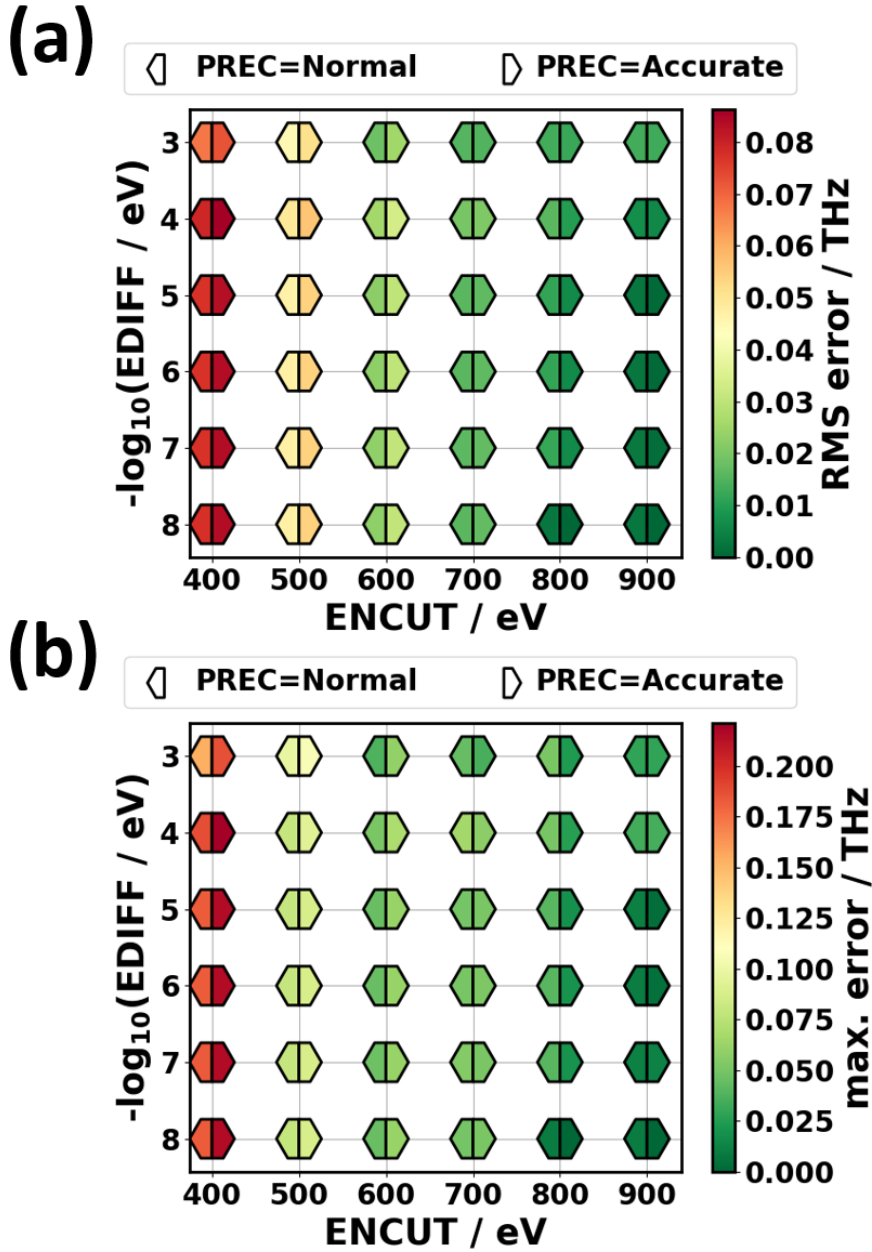 (a)
PREC=Normal PREC=Accurate
3
4
5
6
7
8
-log₁₀(EDIFF / eV)
400 500 600 700 800 900
ENCUT / eV
0.08
0.07
0.06
0.05
0.04
0.03
0.02
0.01
0.00
RMS error / THz
(b)
PREC=Normal PREC=Accurate
3
4
5
6
7
8
-log₁₀(EDIFF / eV)
400 500 600 700 800 900
ENCUT / eV
0.200
0.175
0.150
0.125
0.100
0.075
0.050
0.025
0.000
max. error / THz